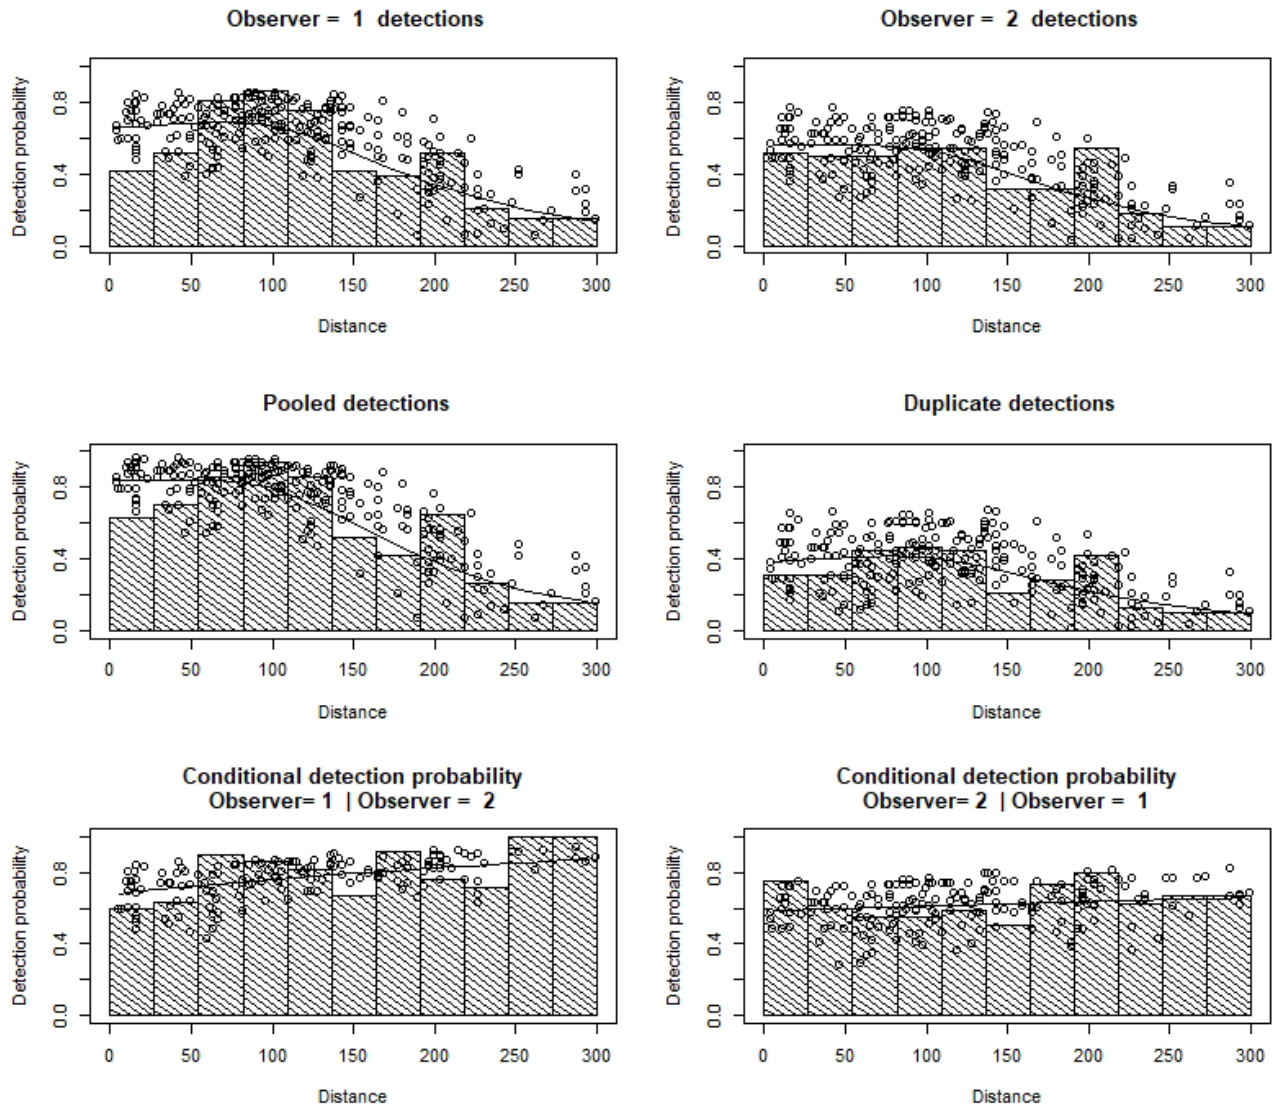 Observer = 1 detections
Detection probability
0.0 0.4 0.8
0 50 100 150 200 250 300
Distance
Observer = 2 detections
Detection probability
0.0 0.4 0.8
0 50 100 150 200 250 300
Distance
Pooled detections
Detection probability
0.0 0.4 0.8
0 50 100 150 200 250 300
Distance
Duplicate detections
Detection probability
0.0 0.4 0.8
0 50 100 150 200 250 300
Distance
Conditional detection probability
Observer= 1 | Observer = 2
Detection probability
0.0 0.4 0.8
0 50 100 150 200 250 300
Distance
Conditional detection probability
Observer= 2 | Observer = 1
Detection probability
0.0 0.4 0.8
0 50 100 150 200 250 300
Distance